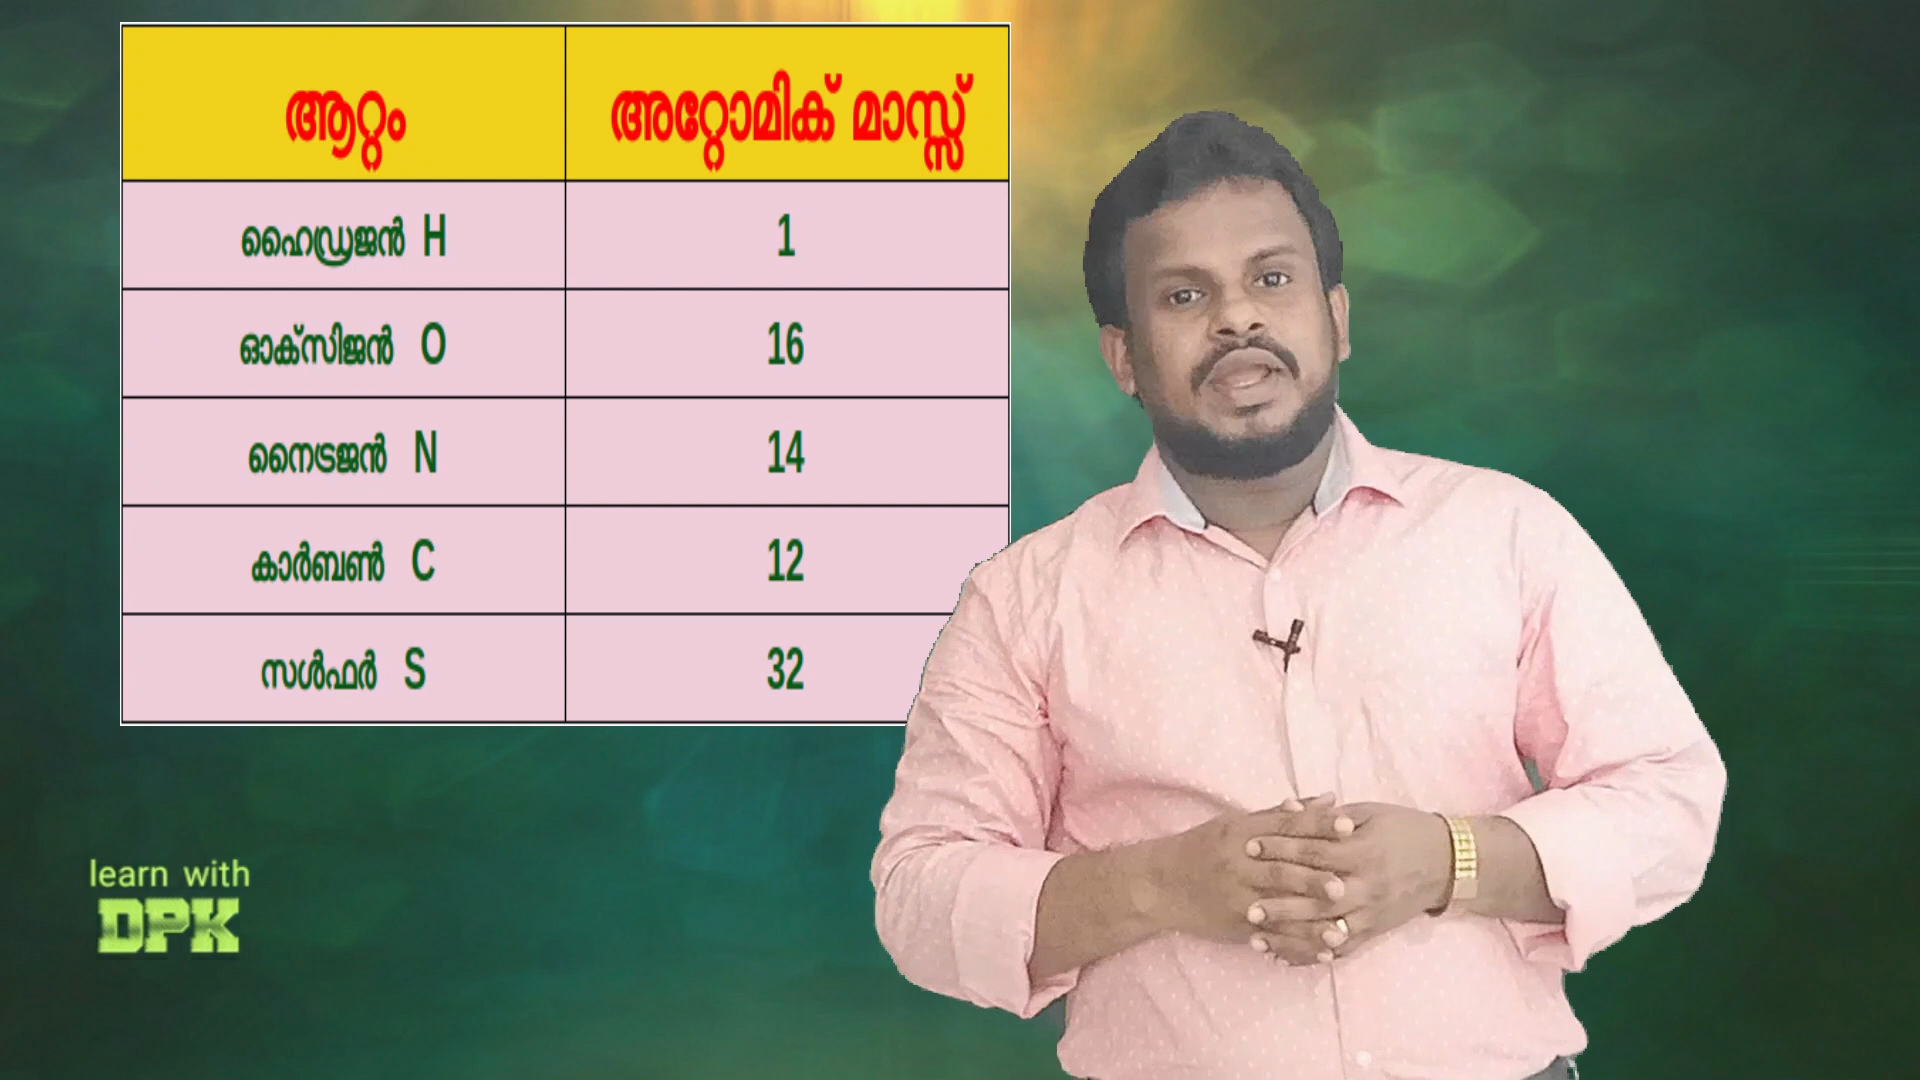 ആറ്റം അറ്റോമിക് മാസ്സ്
ഹൈഡ്രജൻ H 1
ഓക്സിജൻ O 16
നൈട്രജൻ N 14
കാർബൺ C 12
സൾഫർ S 32
learn with
DPK